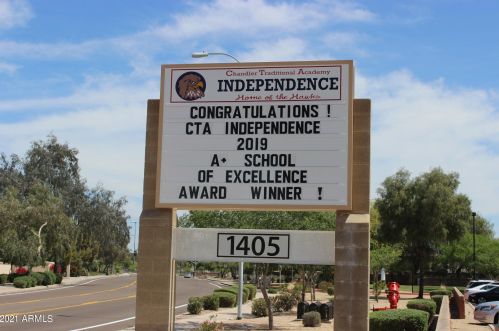 Chandler Traditional Academy
INDEPENDENCE
Home of the Hawks
CONGRATULATIONS !
CTA INDEPENDENCE
2019
A+ SCHOOL
OF EXCELLENCE
AWARD WINNER !
1405
© 2021 ARMLS